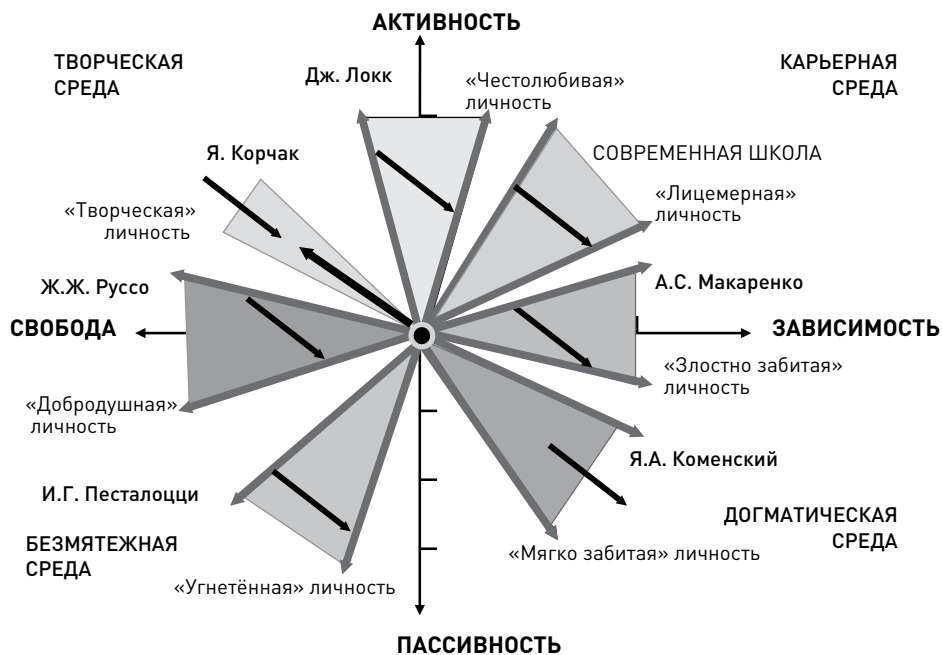 АКТИВНОСТЬ
ТВОРЧЕСКАЯ
СРЕДА
Дж. Локк
«Честолюбивая»
личность
КАРЬЕРНАЯ
СРЕДА
Я. Корчак
СОВРЕМЕННАЯ ШКОЛА
«Творческая»
личность
«Лицемерная»
личность
Ж.Ж. Руссо
А.С. Макаренко
СВОБОДА
ЗАВИСИМОСТЬ
«Добродушная»
личность
«Злостно забитая»
личность
Я.А. Коменский
И.Г. Песталоцци
БЕЗМЯТЕЖНАЯ
СРЕДА
ДОГМАТИЧЕСКАЯ
СРЕДА
«Мягко забитая» личность
«Угнетённая» личность
ПАССИВНОСТЬ